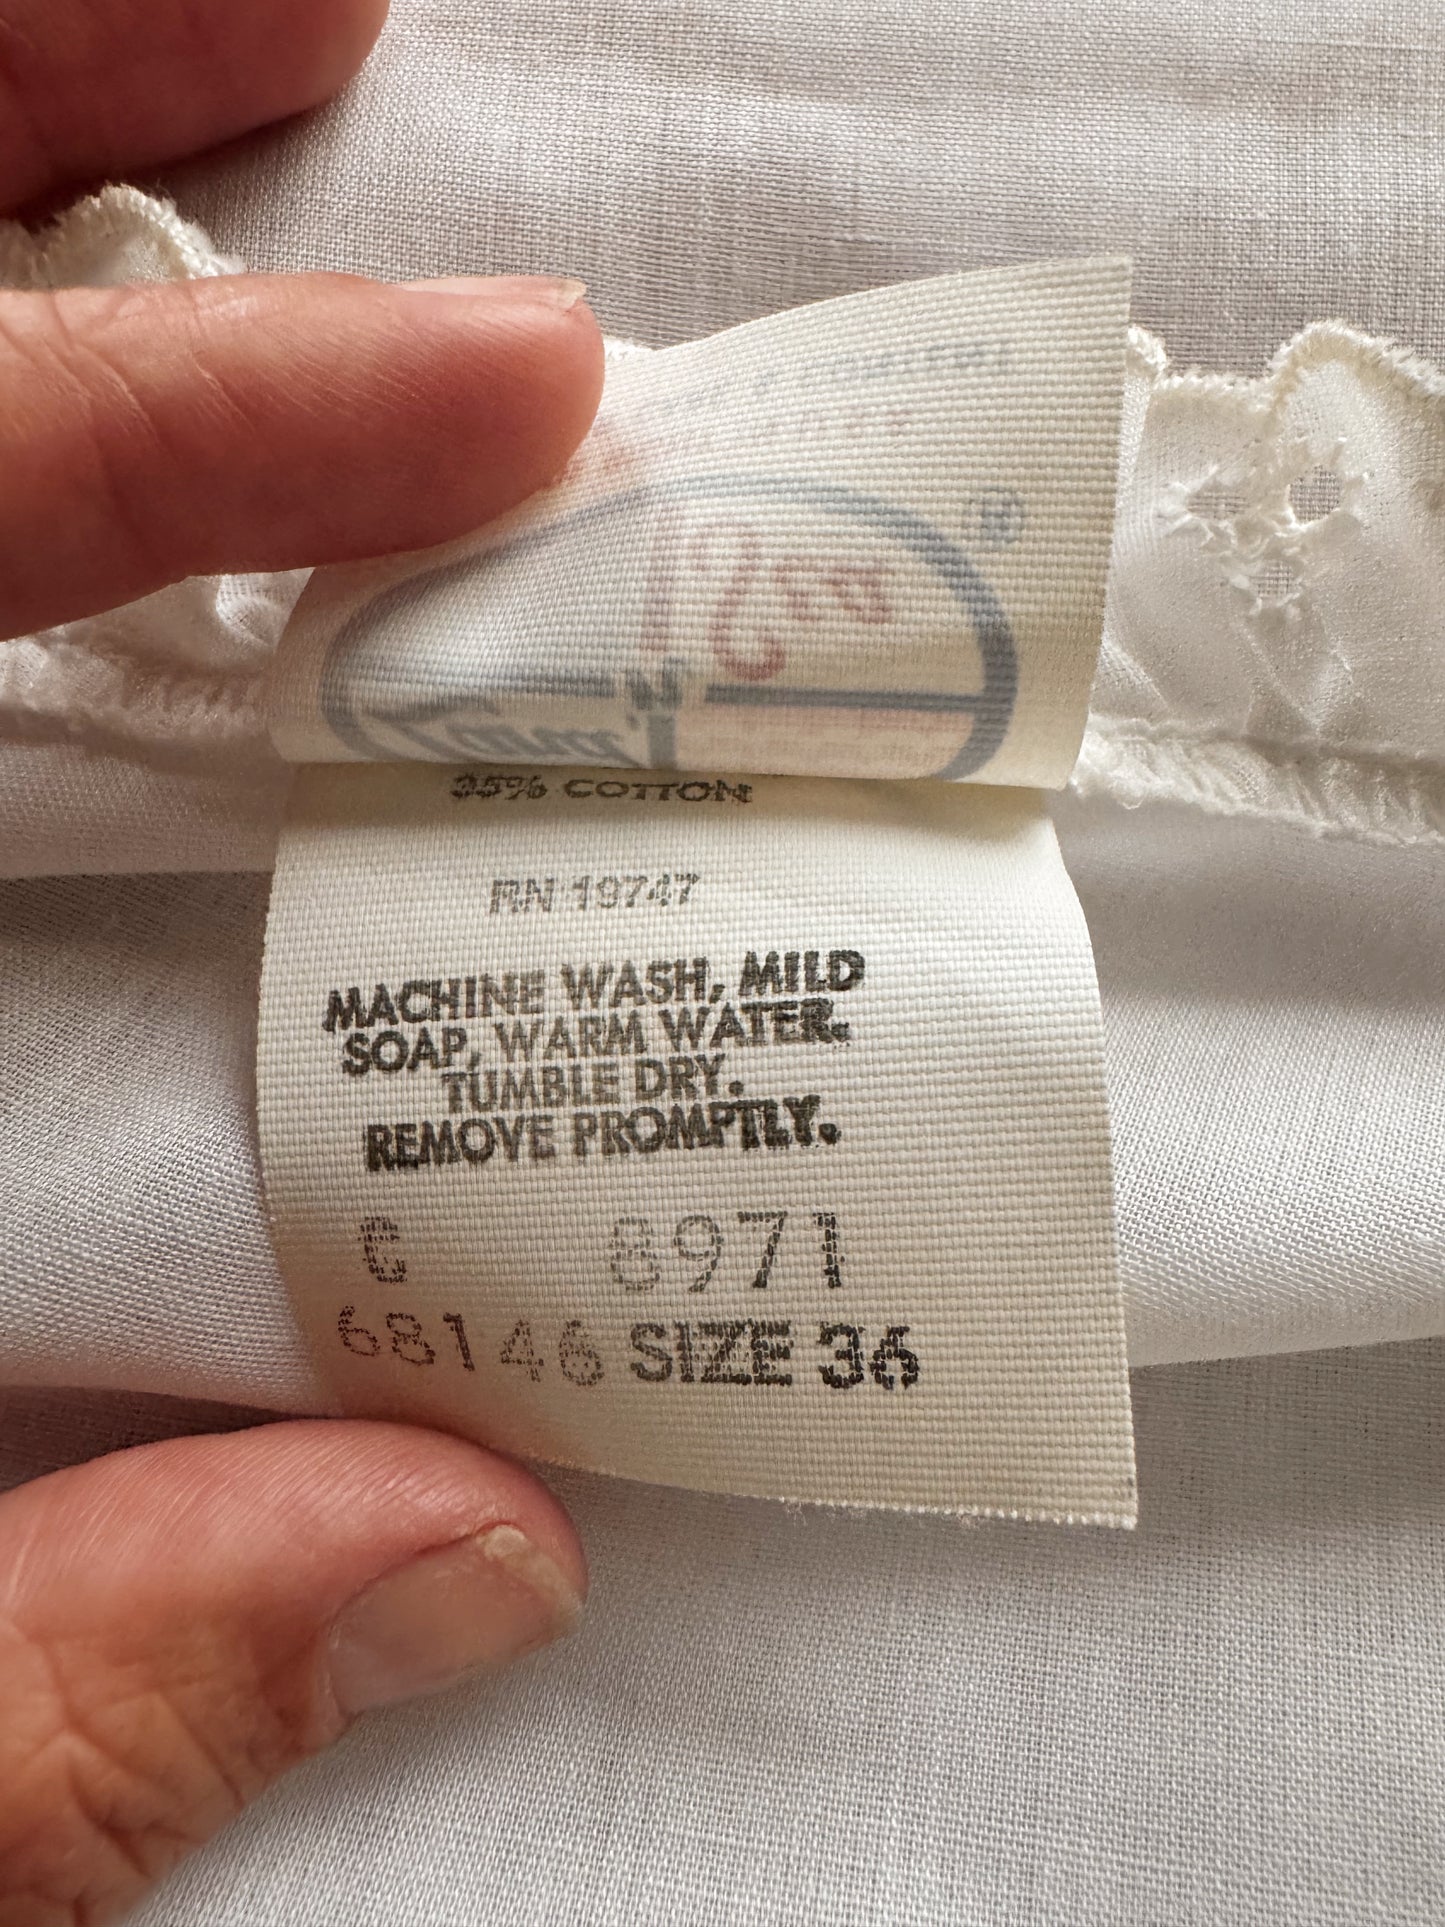 35% COTTON
RN 19747
MACHINE WASH, MILD
SOAP, WARM WATER.
TUMBLE DRY.
REMOVE PROMPTLY.
C 8971
68146 SIZE 36